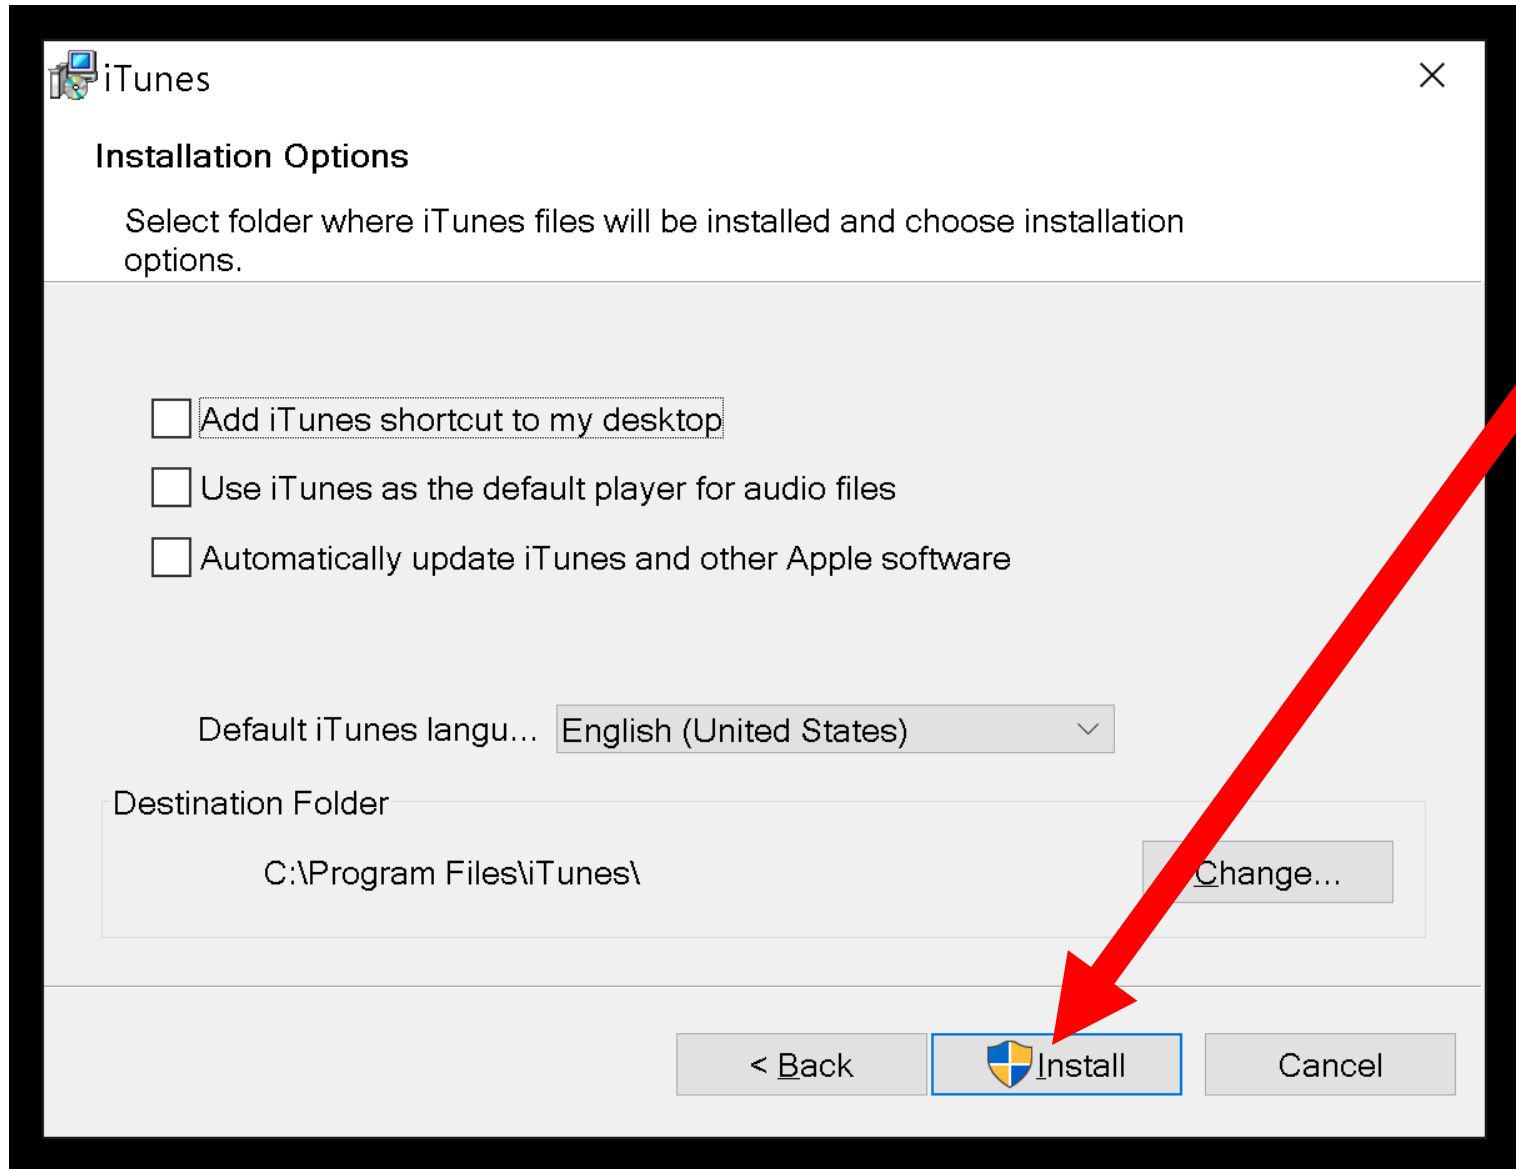 iTunes
Installation Options
Select folder where iTunes files will be installed and choose installation
options.
Add iTunes shortcut to my desktop
Use iTunes as the default player for audio files
Automatically update iTunes and other Apple software
Default iTunes langu... English (United States)
Destination Folder
C:\Program Files\iTunes\ Change...
< Back Install Cancel